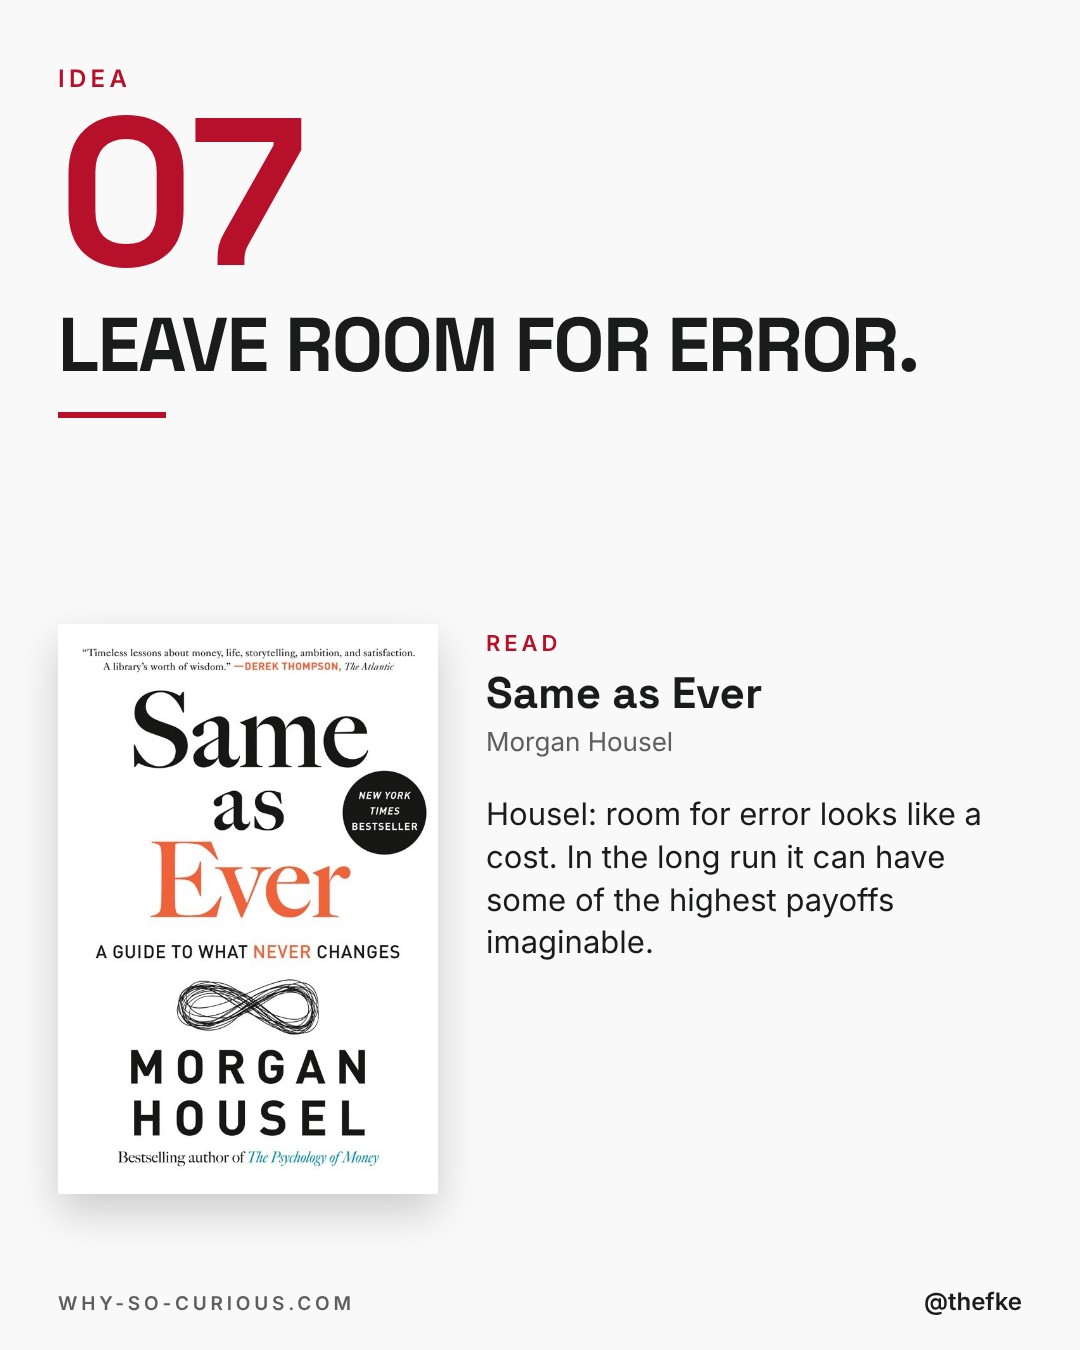 IDEA
07
LEAVE ROOM FOR ERROR.
“Timeless lessons about money, life, storytelling, ambition, and satisfaction.
A library’s worth of wisdom.” —DEREK THOMPSON, The Atlantic
Same
as
Ever
NEW YORK
TIMES
BESTSELLER
A GUIDE TO WHAT NEVER CHANGES
MORGAN
HOUSEL
Bestselling author of The Psychology of Money
READ
Same as Ever
Morgan Housel
Housel: room for error looks like a
cost. In the long run it can have
some of the highest payoffs
imaginable.
WHY-SO-CURIOUS.COM
@thefke